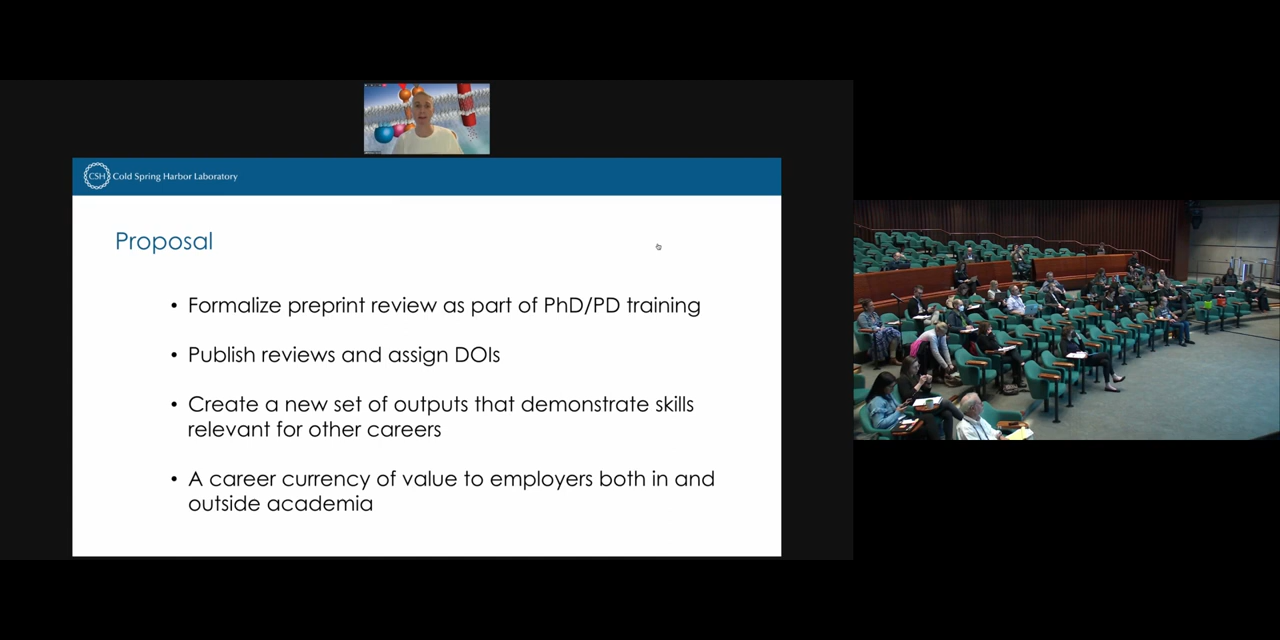 CSH Cold Spring Harbor Laboratory
Proposal
• Formalize preprint review as part of PhD/PD training
• Publish reviews and assign DOIs
• Create a new set of outputs that demonstrate skills
relevant for other careers
• A career currency of value to employers both in and
outside academia